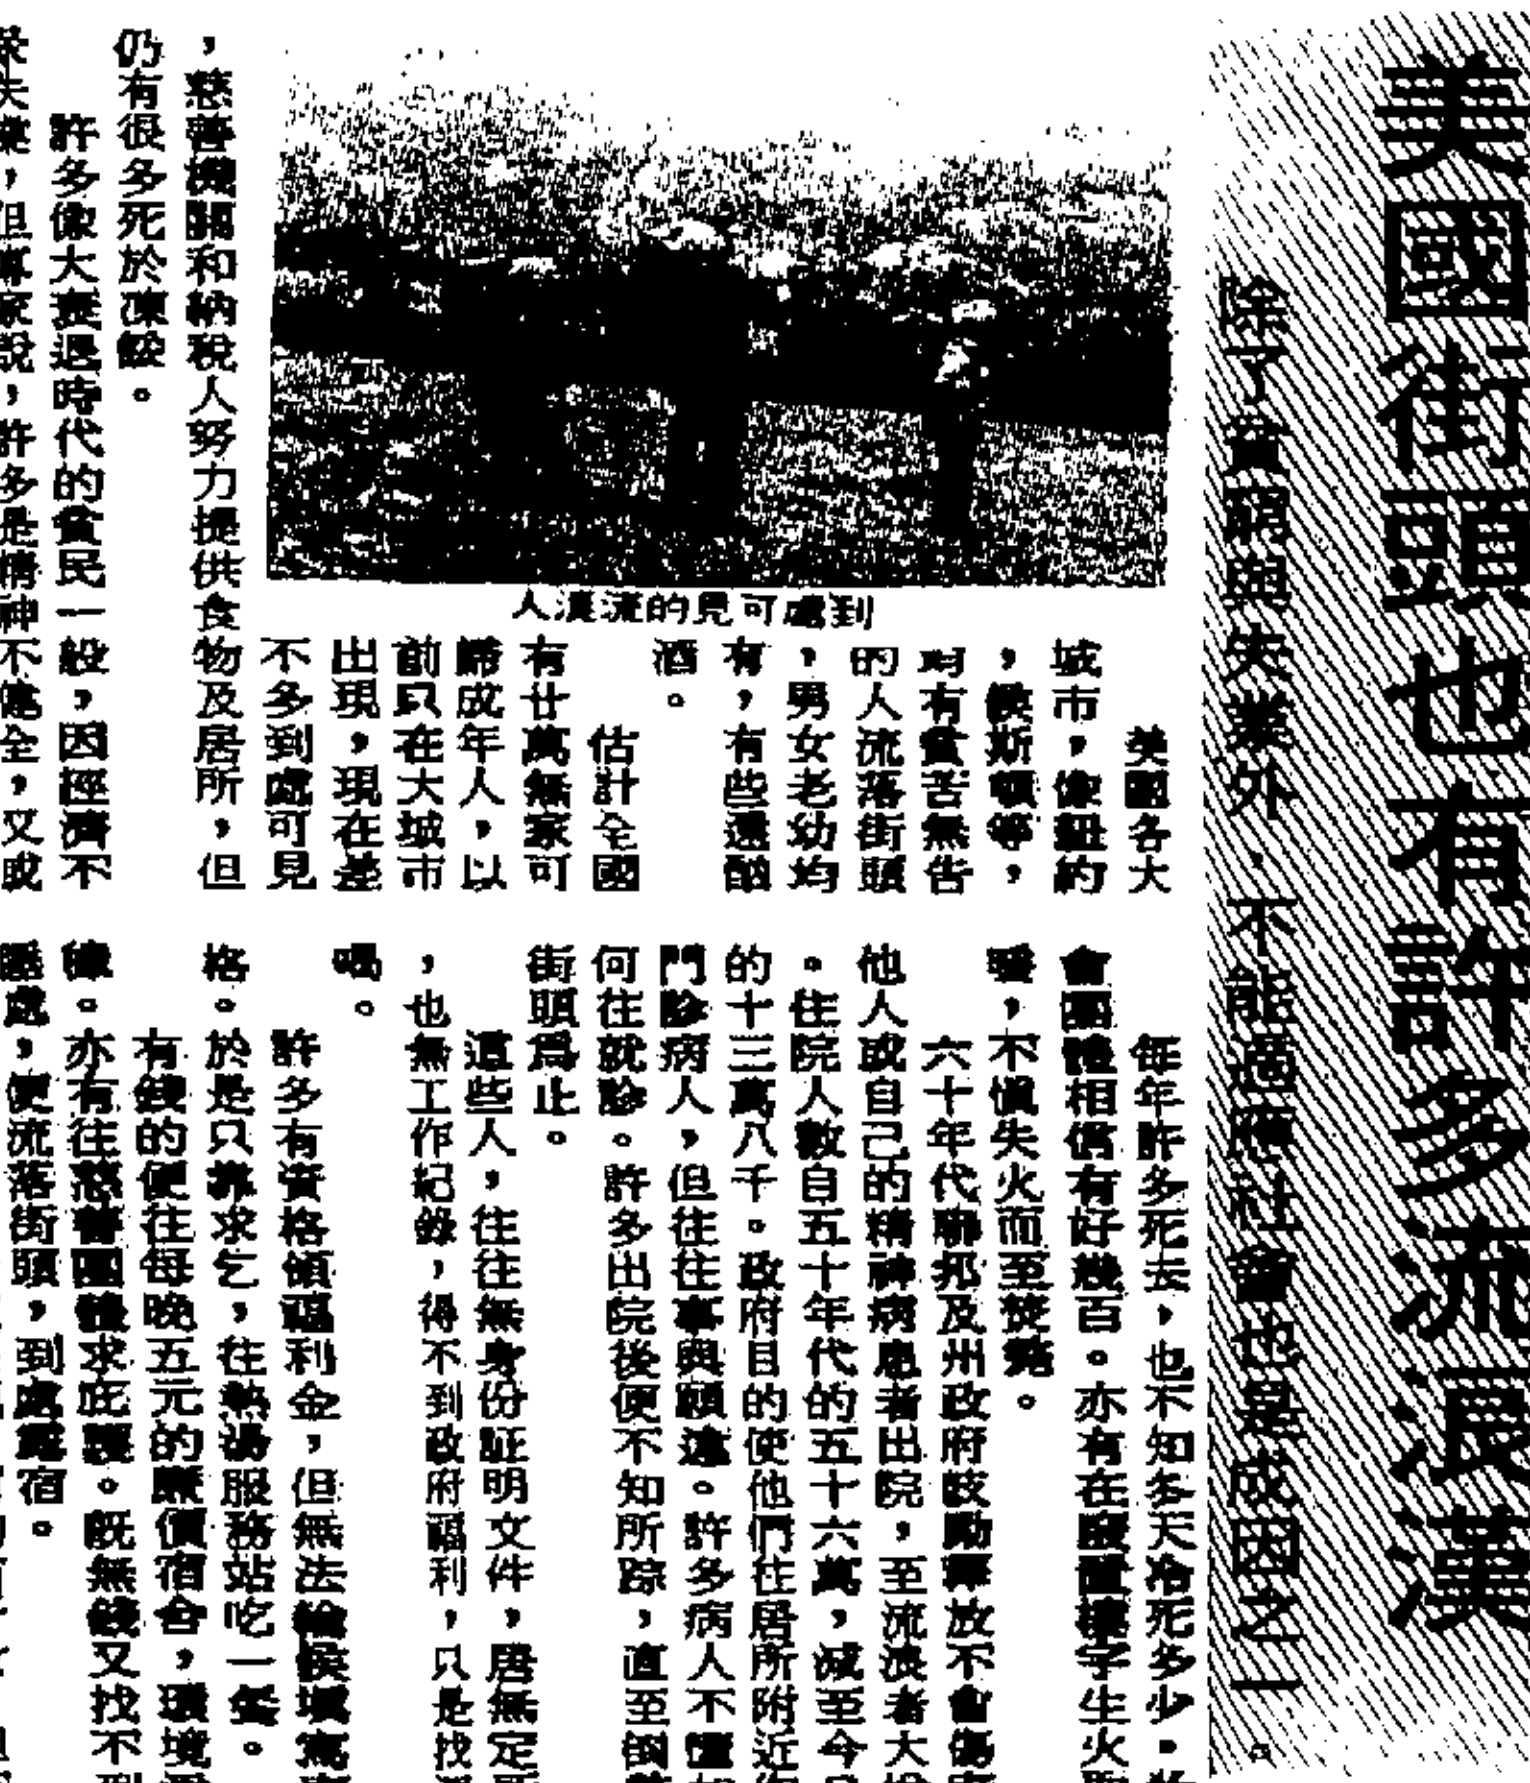 美國街頭也有許多流浪漢
除了貧窮與失業外，不能適應社會也是成因之一。
人浪流的見可處到
美國各大
城市，像紐約
，候斯頓等，
均有貧苦無告
的人流落街頭
，男女老幼均
有，有些還酗
酒。
估計全國
有廿萬無家可
歸成年人，以
前只在大城市
出現，現在差
不多到處可見
，慈善機關和納稅人努力提供食物及居所，但
仍有很多死於凍餒。
許多像大衰退時代的貧民一般，因經濟不
失業，但專家說，許多是精神不健全，又或
每年許多死去，也不知冬天冷死多少。
會團體相信有好幾百。亦有在廢置樓宇生火
暖，不慎失火而至焚斃。
六十年代聯邦及州政府鼓勵釋放不會傷
他人或自己的精神病患者出院，至流浪者大
。住院人數自五十年代的五十六萬，減至今
的十三萬八千。政府目的使他們往居所附近
門診病人，但往往事與願違。許多病人不懂如
何往就診。許多出院後便不知所踪，直至倒
街頭爲止。
這些人，往往無身份証明文件，居無定
，也無工作紀錄，得不到政府福利，只是找
喝。
許多有資格領福利金，但無法輪候填寫
格。於是只靠求乞，往熱湯服務站吃一餐。
有錢的便往每晚五元的廉價宿舍，環境
亦有往慈善團體求庇護。旣無錢又找不到
處，便流落街頭，到處露宿。